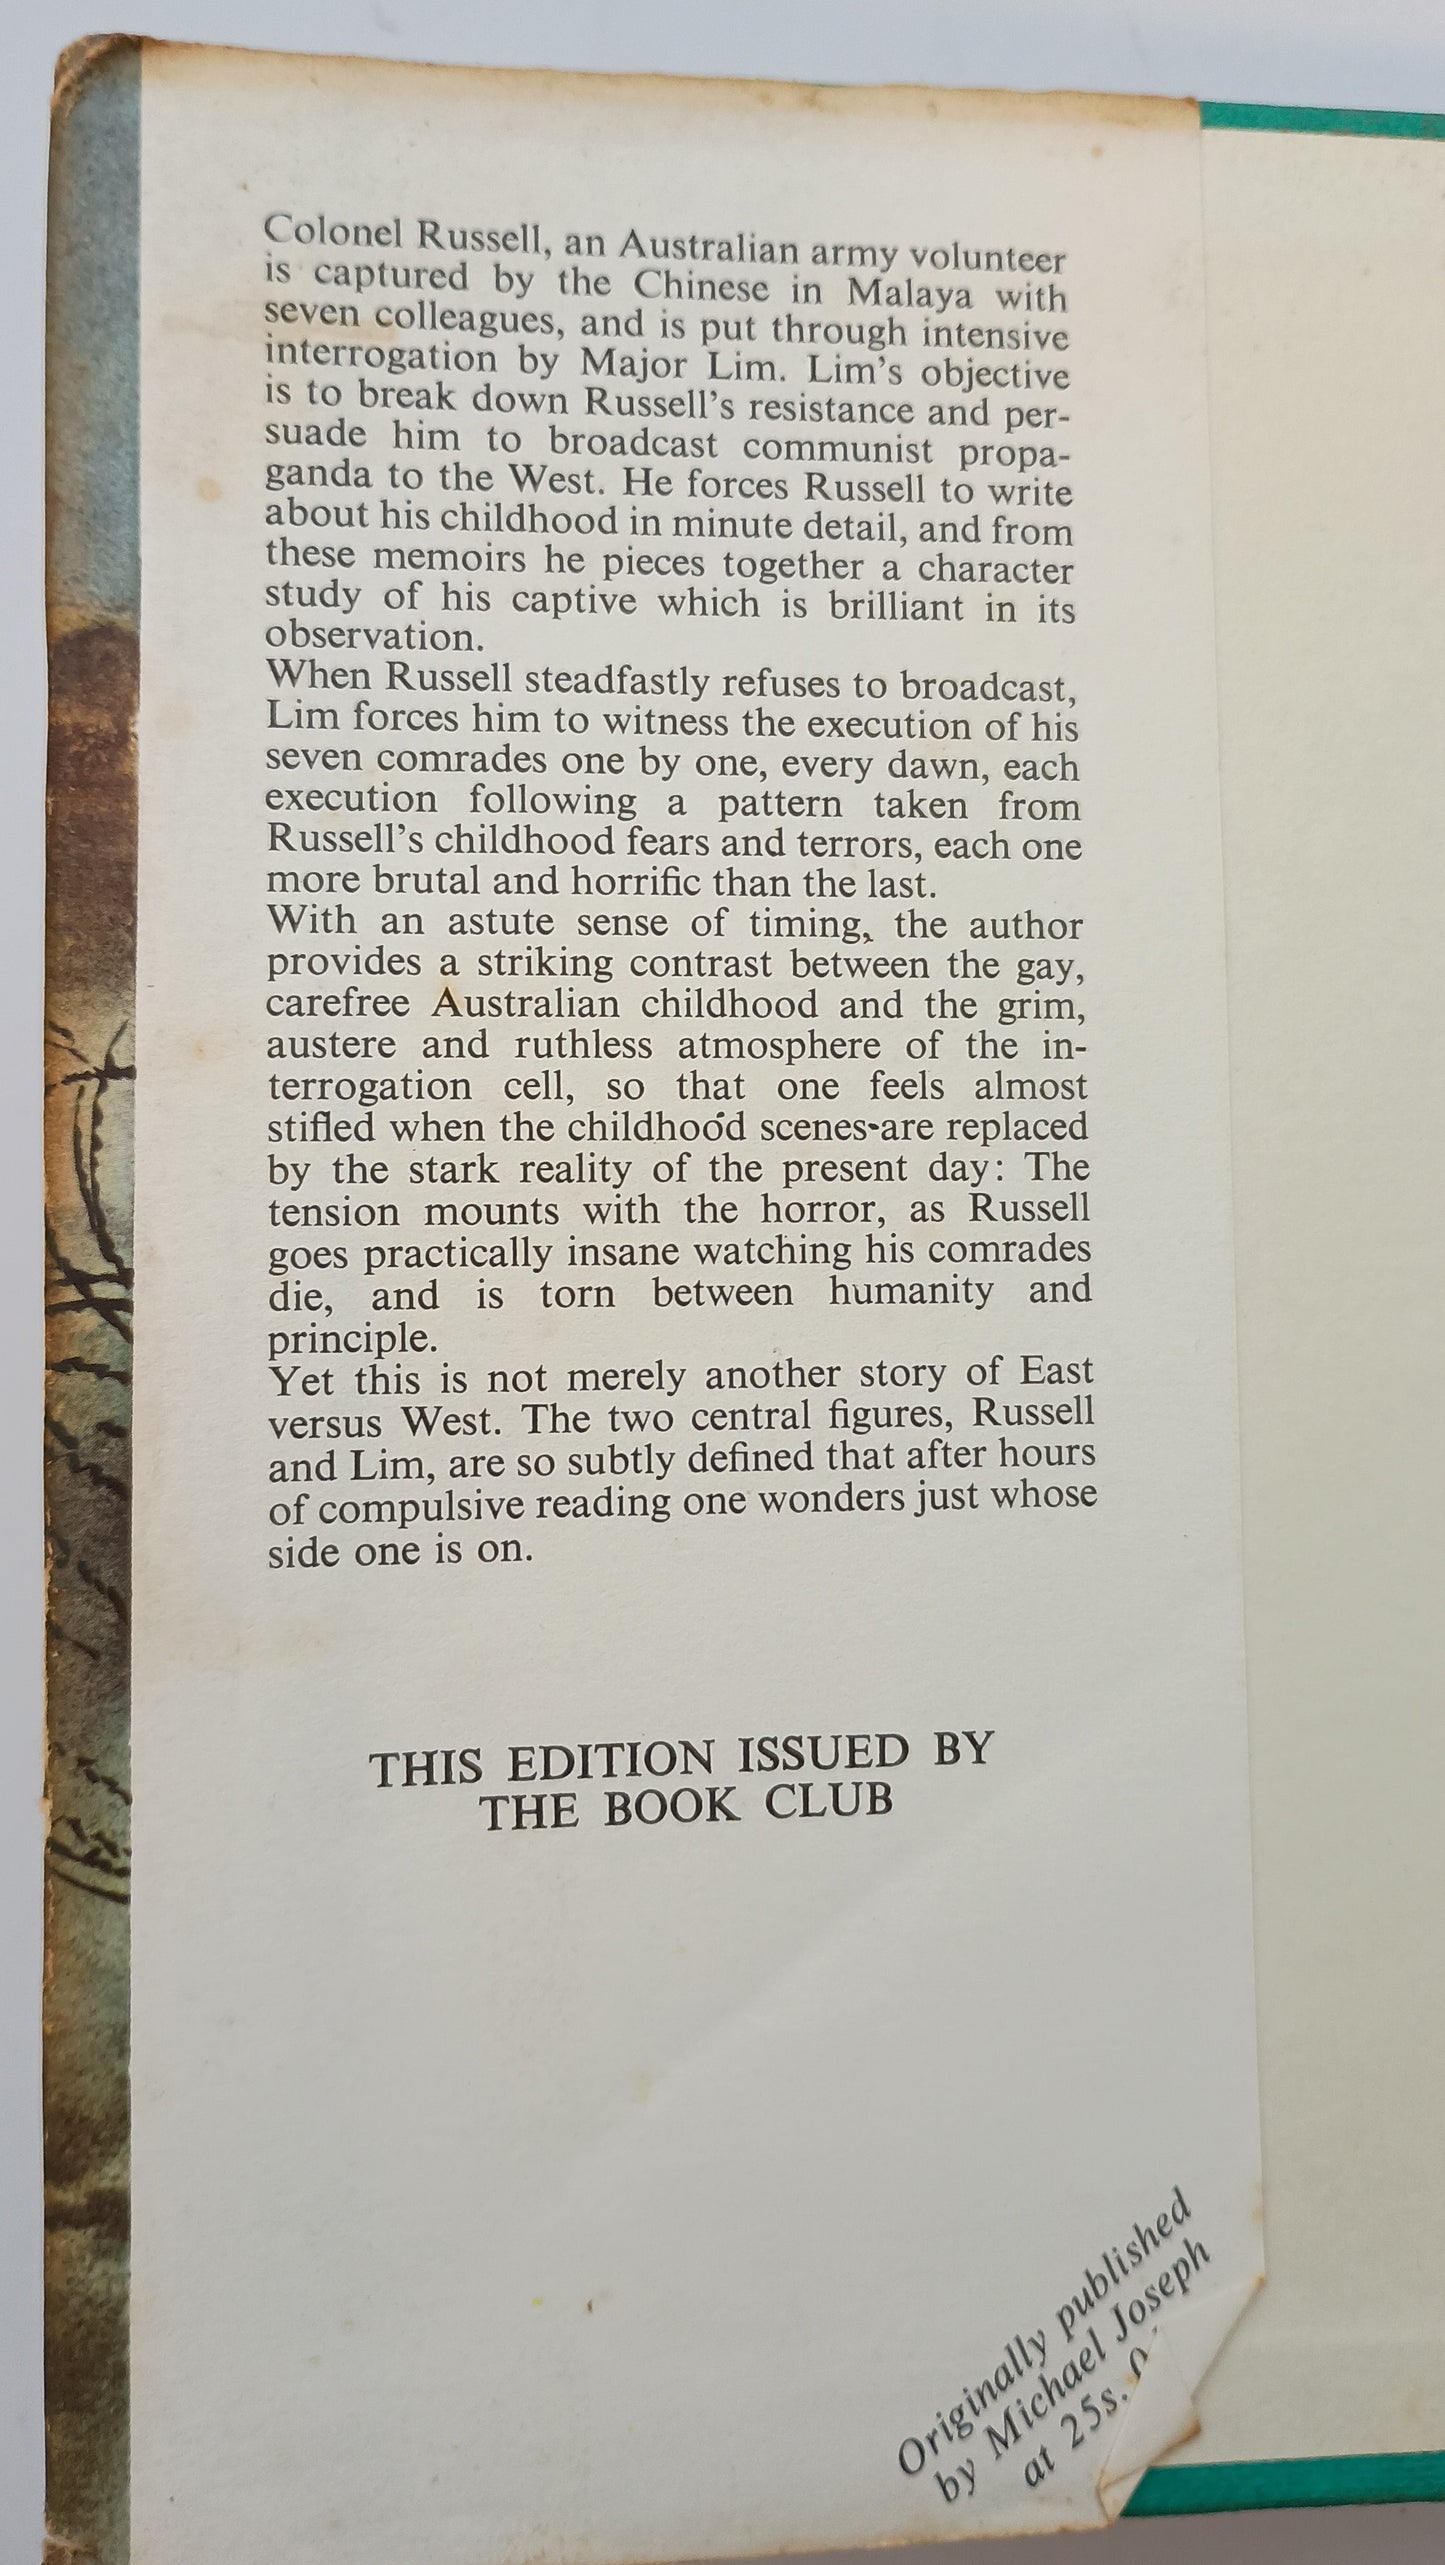 Colonel Russell, an Australian army volunteer
is captured by the Chinese in Malaya with
seven colleagues, and is put through intensive
interrogation by Major Lim. Lim's objective
is to break down Russell's resistance and per-
suade him to broadcast communist propa-
ganda to the West. He forces Russell to write
about his childhood in minute detail, and from
these memoirs he pieces together a character
study of his captive which is brilliant in its
observation.
When Russell steadfastly refuses to broadcast,
Lim forces him to witness the execution of his
seven comrades one by one, every dawn, each
execution following a pattern taken from
Russell's childhood fears and terrors, each one
more brutal and horrific than the last.
With an astute sense of timing, the author
provides a striking contrast between the gay,
carefree Australian childhood and the grim,
austere and ruthless atmosphere of the in-
terrogation cell, so that one feels almost
stifled when the childhood scenes are replaced
by the stark reality of the present day: The
tension mounts with the horror, as Russell
goes practically insane watching his comrades
die, and is torn between humanity and
principle.
Yet this is not merely another story of East
versus West. The two central figures, Russell
and Lim, are so subtly defined that after hours
of compulsive reading one wonders just whose
side one is on.
THIS EDITION ISSUED BY
THE BOOK CLUB
Originally published
by Michael Joseph
at 25s.